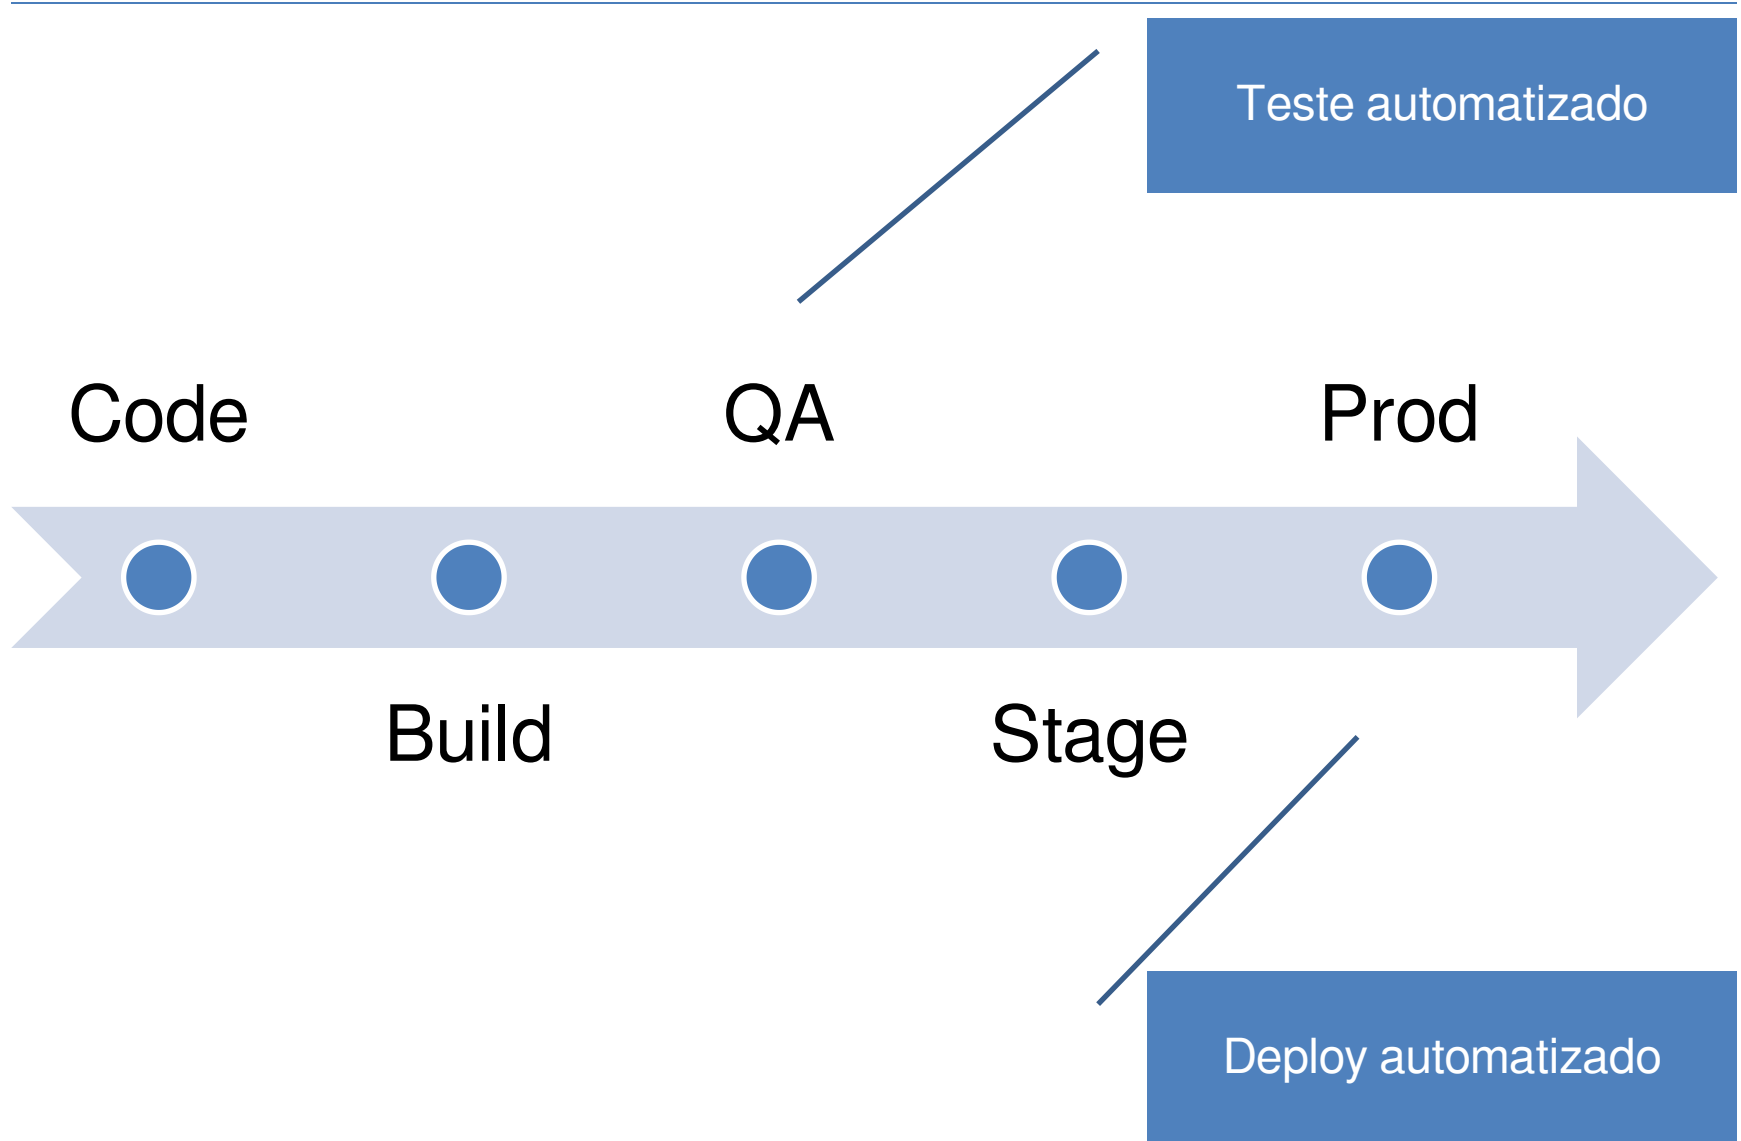 Teste automatizado
Code
QA
Prod
Build
Stage
Deploy automatizado